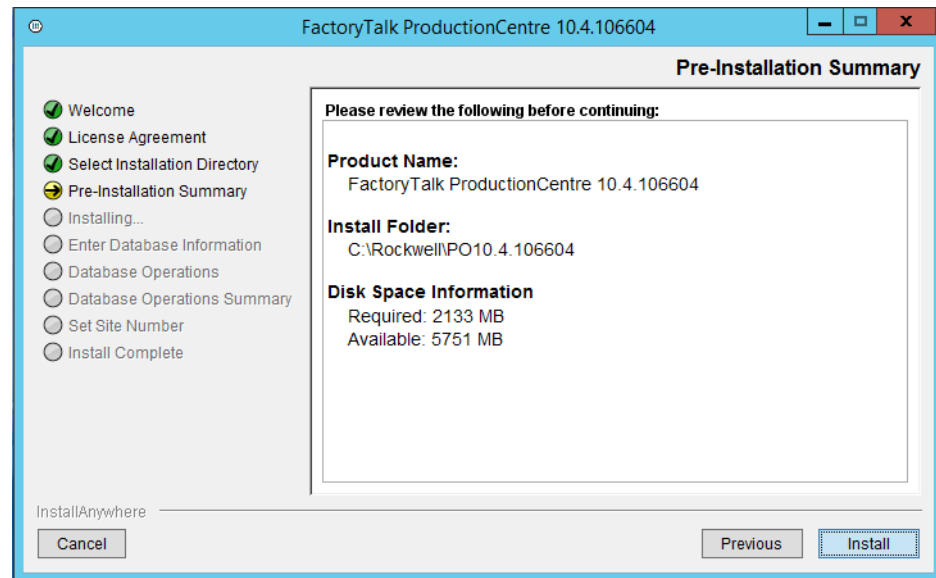 FactoryTalk ProductionCentre 10.4.106604
Pre-Installation Summary
Welcome
License Agreement
Select Installation Directory
Pre-Installation Summary
Installing...
Enter Database Information
Database Operations
Database Operations Summary
Set Site Number
Install Complete
Please review the following before continuing:
Product Name:
FactoryTalk ProductionCentre 10.4.106604
Install Folder:
C:\Rockwell\PO10.4.106604
Disk Space Information
Required: 2133 MB
Available: 5751 MB
InstallAnywhere
Cancel
Previous
Install